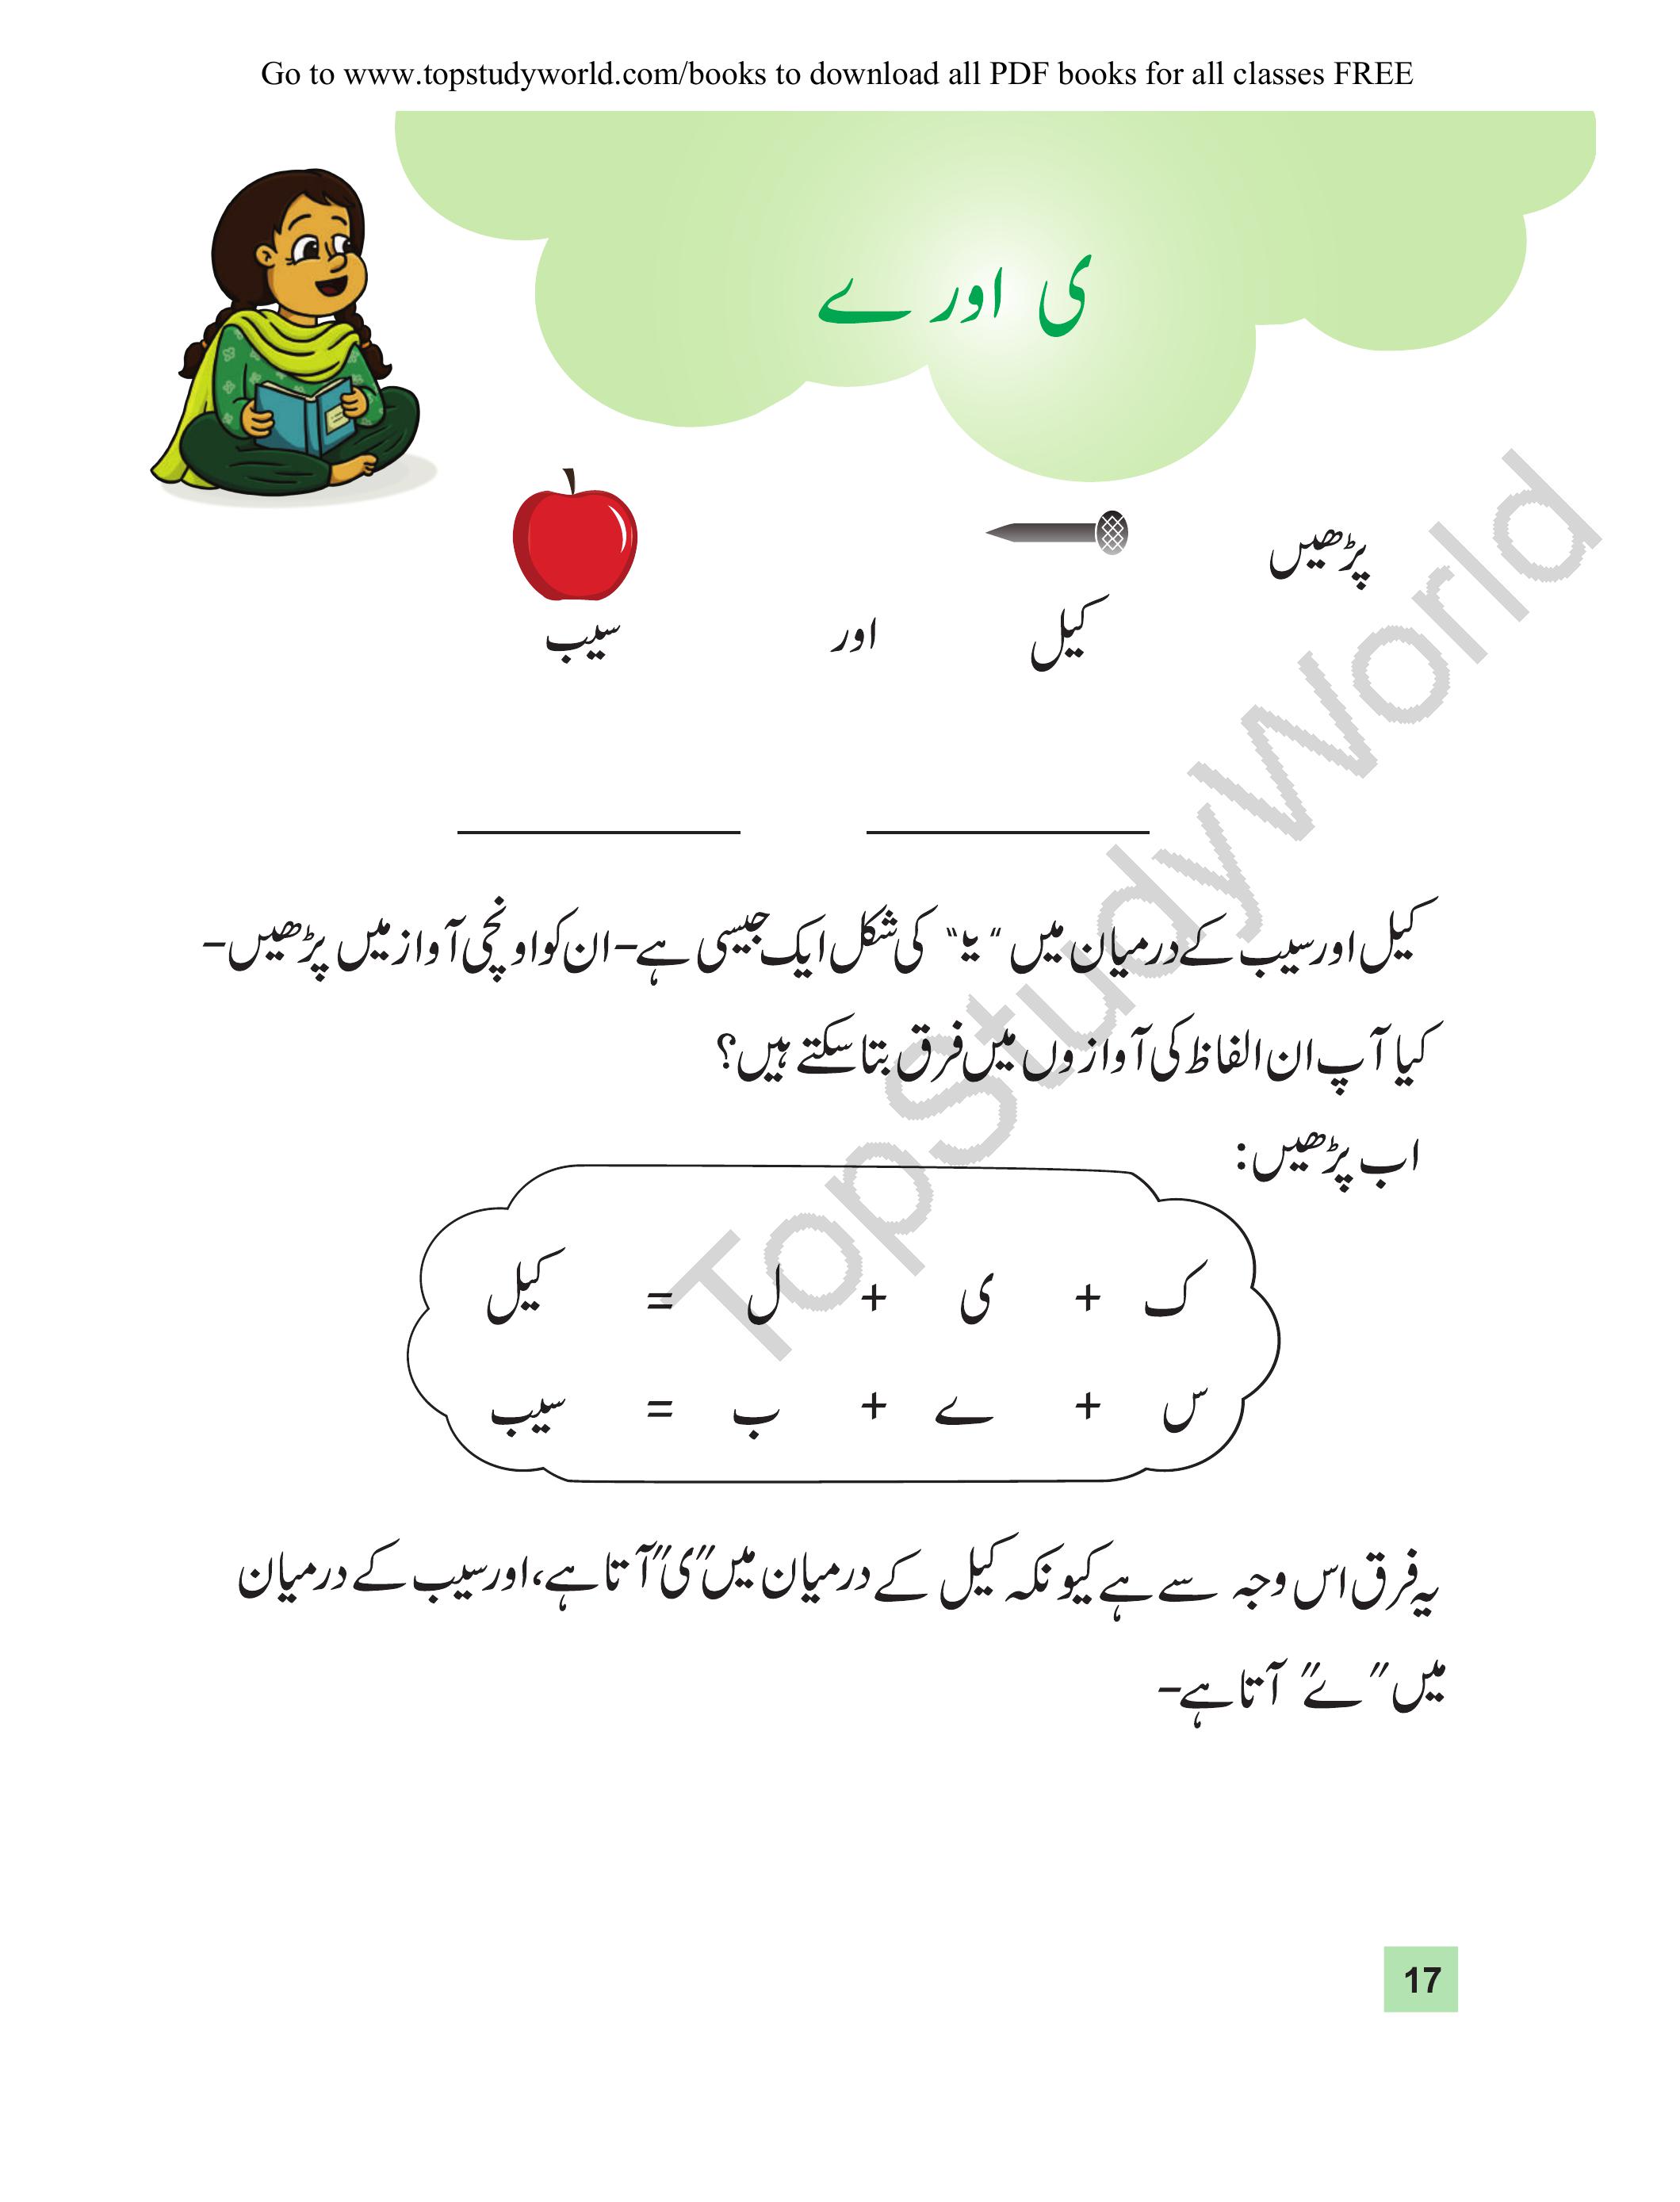 Go to www.topstudyworld.com/books to download all PDF books for all classes FREE
ی اور ے
پڑھیں
کیل اور سیب
کیل اور سیب کے درمیان میں "یا" کی شکل ایک جیسی ہے۔ ان کو اونچی آواز میں پڑھیں۔
کیا آپ ان الفاظ کی آوازوں میں فرق بتا سکتے ہیں؟
اب پڑھیں:
ک + ی + ل = کیل
س + ے + ب = سیب
یہ فرق اس وجہ سے ہے کیونکہ کیل کے درمیان میں "ی" آتا ہے، اور سیب کے درمیان
میں "ے" آتا ہے۔
TopStudyWorld
17